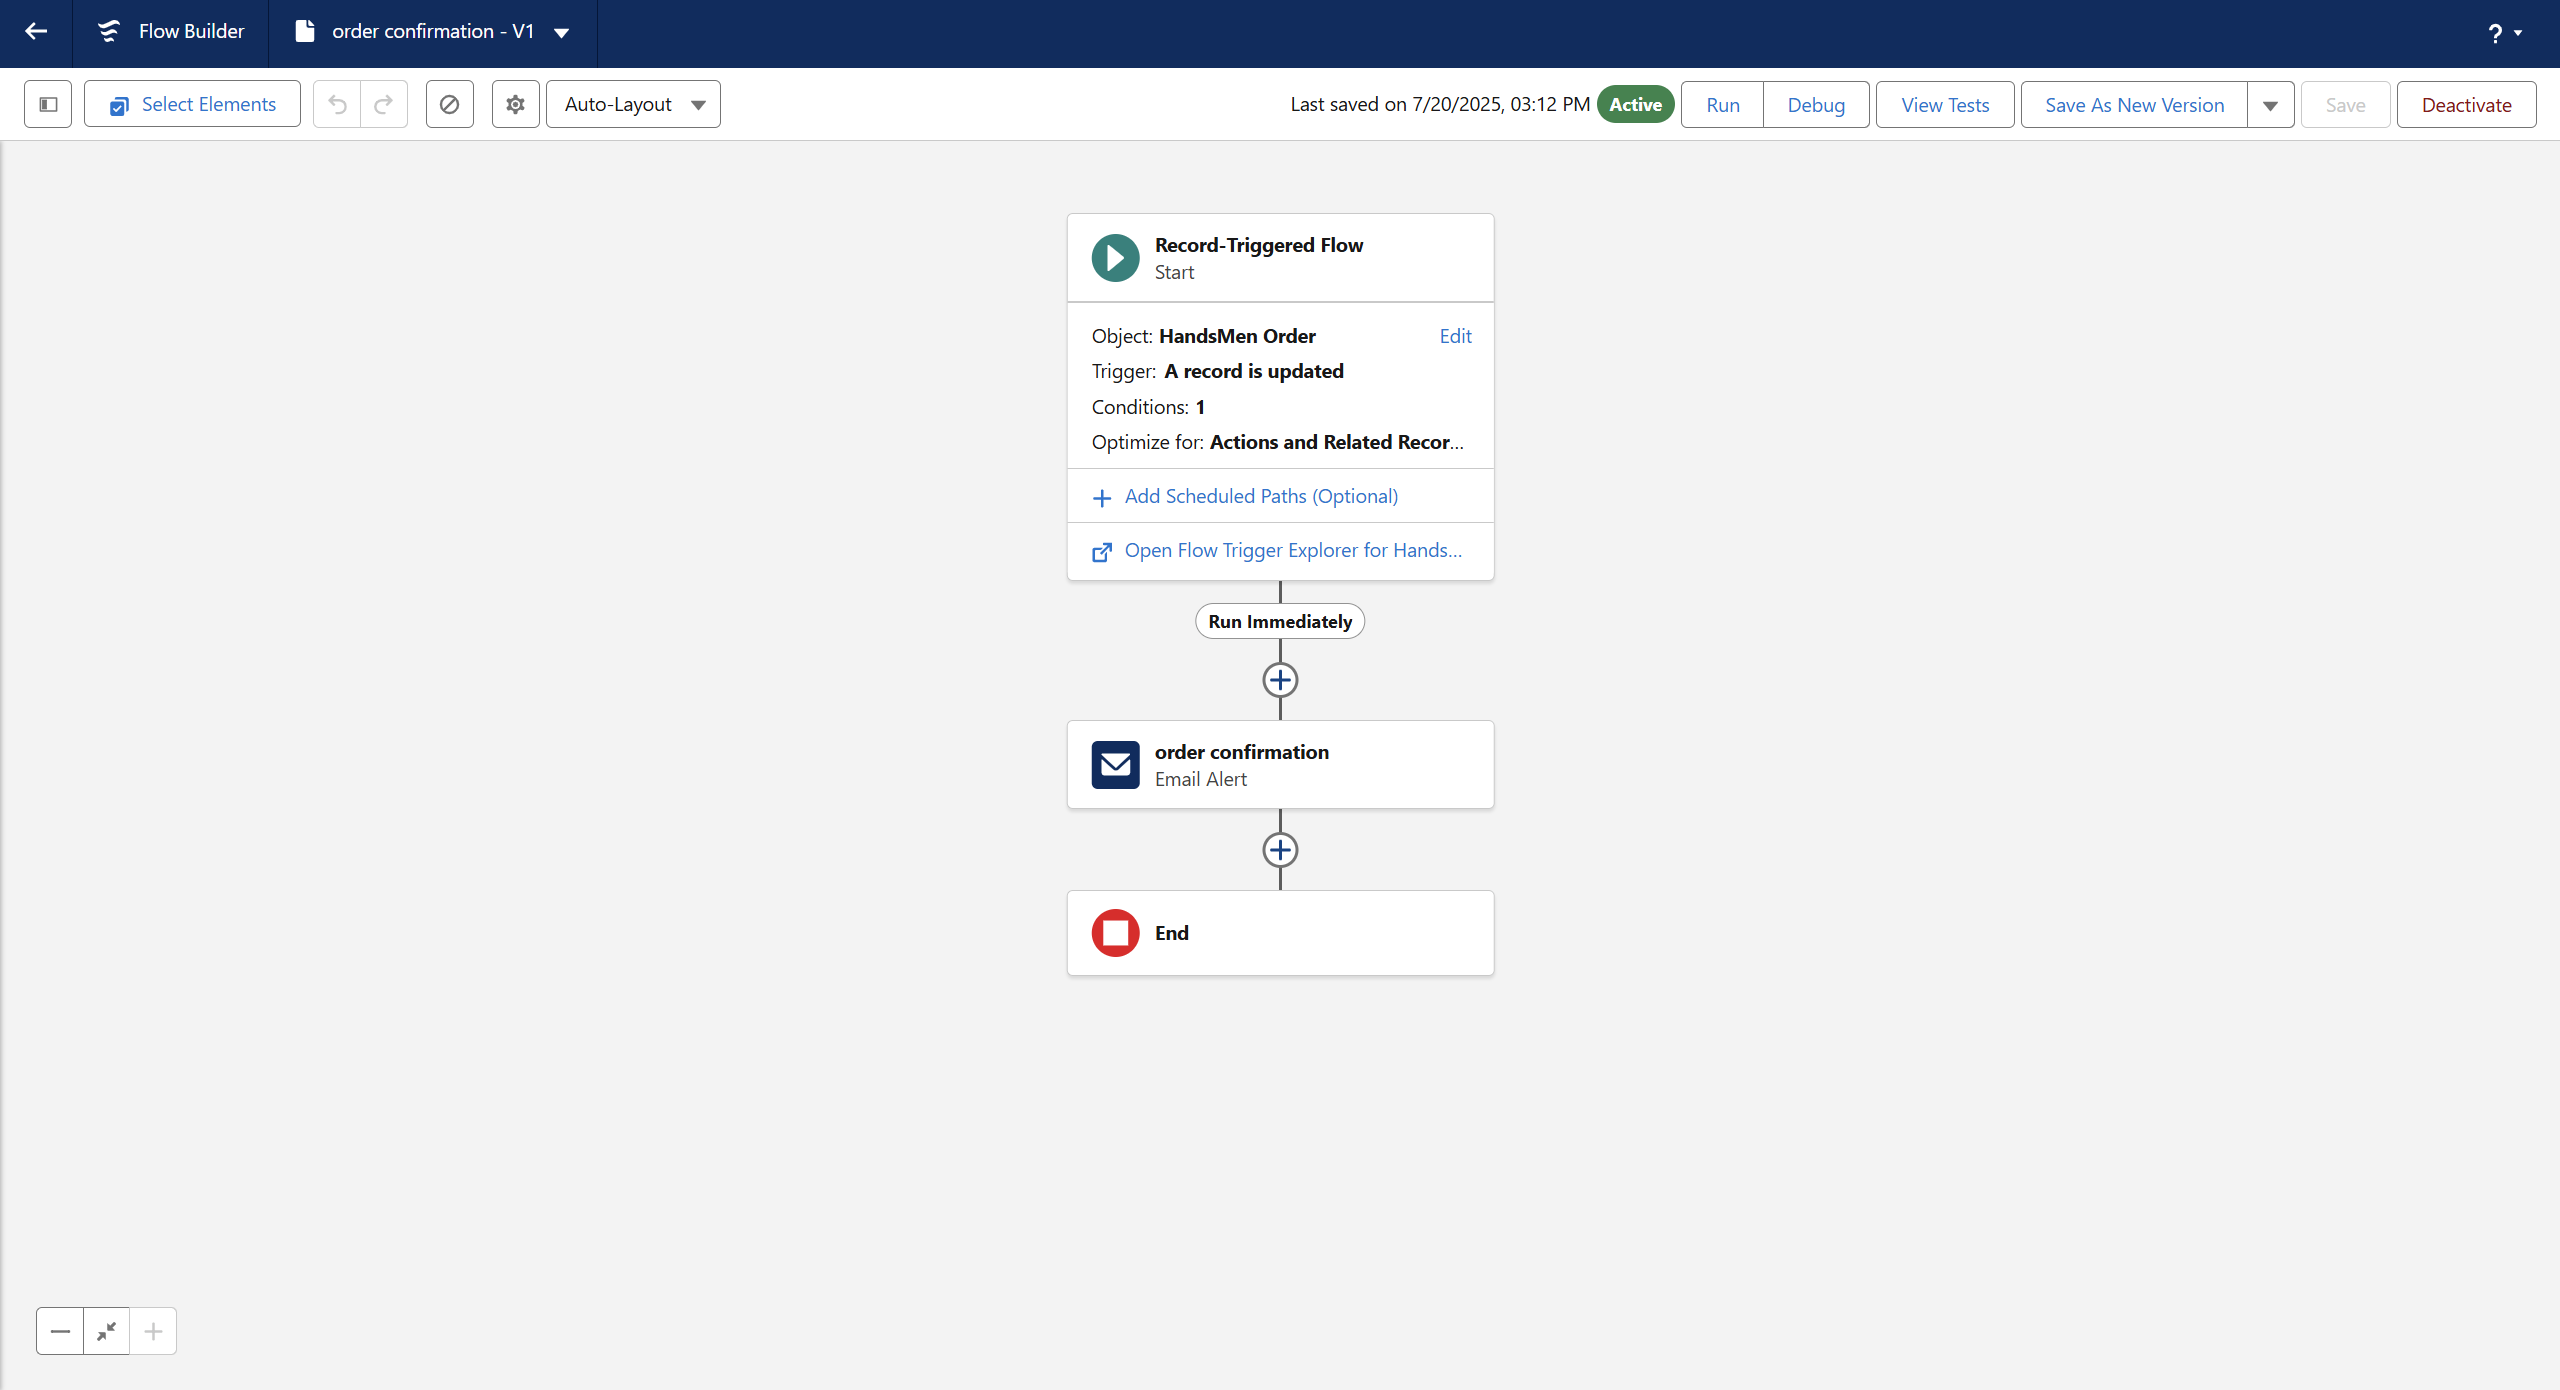 Flow Builder
order confirmation - V1
?
Select Elements
Auto-Layout
Last saved on 7/20/2025, 03:12 PM
Active
Run
Debug
View Tests
Save As New Version
Save
Deactivate
Record-Triggered Flow
Start
Object: HandsMen Order
Edit
Trigger: A record is updated
Conditions: 1
Optimize for: Actions and Related Recor...
Add Scheduled Paths (Optional)
Open Flow Trigger Explorer for Hands...
Run Immediately
order confirmation
Email Alert
End